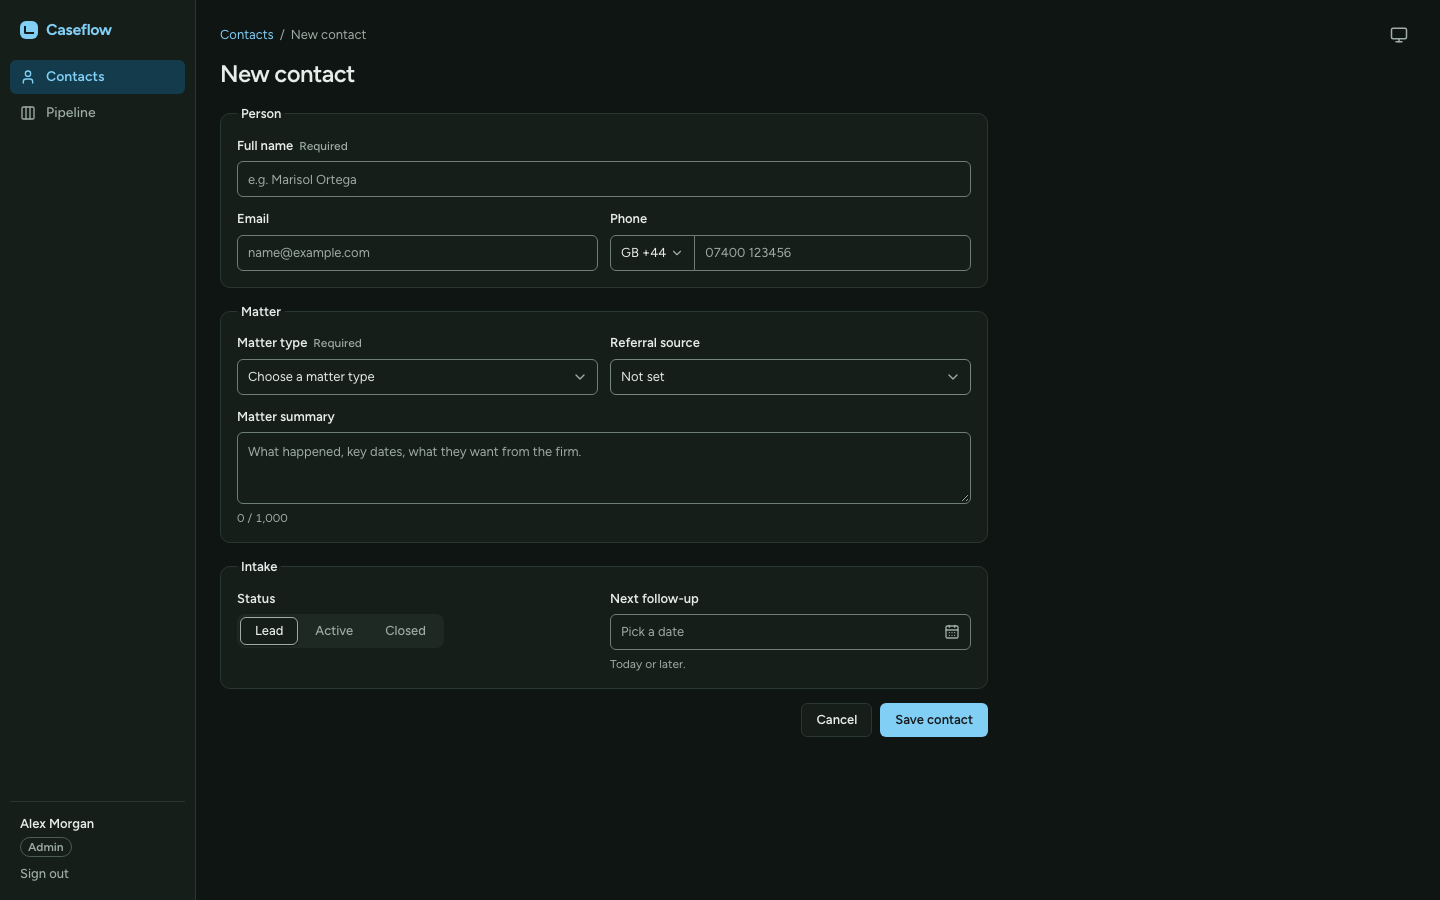 Caseflow
Contacts
Pipeline
Contacts / New contact
New contact
Person
Full name Required
e.g. Marisol Ortega
Email
name@example.com
Phone
GB +44
07400 123456
Matter
Matter type Required
Choose a matter type
Referral source
Not set
Matter summary
What happened, key dates, what they want from the firm.
0 / 1,000
Intake
Status
Lead Active Closed
Next follow-up
Pick a date
Today or later.
Cancel
Save contact
Alex Morgan
Admin
Sign out